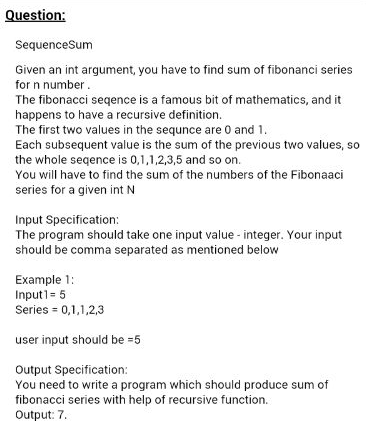 Question:
SequenceSum
Given an int argument, you have to find sum of fibonanci series
for n number .
The fibonacci seqence is a famous bit of mathematics, and it
happens to have a recursive definition.
The first two values in the sequnce are 0 and 1.
Each subsequent value is the sum of the previous two values, so
the whole seqence is 0,1,1,2,3,5 and so on.
You will have to find the sum of the numbers of the Fibonaaci
series for a given int N
Input Specification:
The program should take one input value - integer. Your input
should be comma separated as mentioned below
Example 1:
Input1= 5
Series = 0,1,1,2,3
user input should be =5
Output Specification:
You need to write a program which should produce sum of
fibonacci series with help of recursive function.
Output: 7.